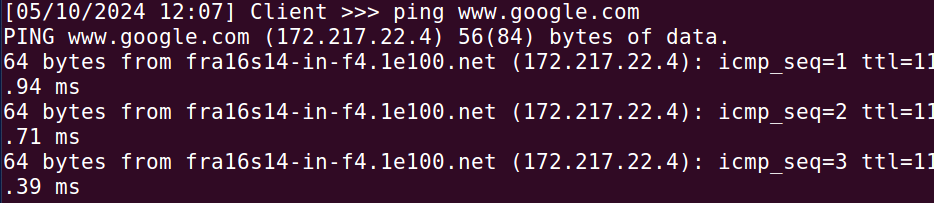 [05/10/2024 12:07] Client >>> ping www.google.com
PING www.google.com (172.217.22.4) 56(84) bytes of data.
64 bytes from fra16s14-in-f4.1e100.net (172.217.22.4): icmp_seq=1 ttl=11
.94 ms
64 bytes from fra16s14-in-f4.1e100.net (172.217.22.4): icmp_seq=2 ttl=11
.71 ms
64 bytes from fra16s14-in-f4.1e100.net (172.217.22.4): icmp_seq=3 ttl=11
.39 ms